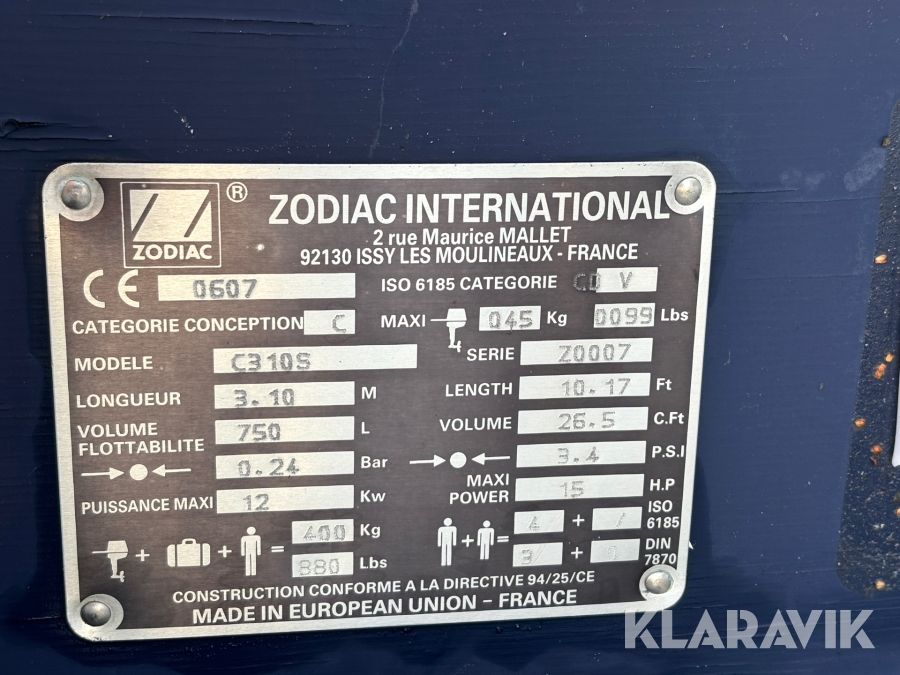 ZODIAC
®
ZODIAC INTERNATIONAL
2 rue Maurice MALLET
92130 ISSY LES MOULINEAUX - FRANCE
CE 0607 ISO 6185 CATEGORIE V
CATEGORIE CONCEPTION C MAXI 045 Kg 0099 Lbs
MODELE C310S SERIE Z0007
LONGUEUR 3.10 M LENGTH 10.17 Ft
VOLUME FLOTTABILITE 750 L VOLUME 26.5 C.Ft
0.24 Bar 3.4 P.S.I
PUISSANCE MAXI 12 Kw MAXI POWER 15 H.P
+ + = 400 Kg + = 4 + / ISO 6185
880 Lbs 3 + 0 DIN 7870
CONSTRUCTION CONFORME A LA DIRECTIVE 94/25/CE
MADE IN EUROPEAN UNION - FRANCE
KLARAVIK